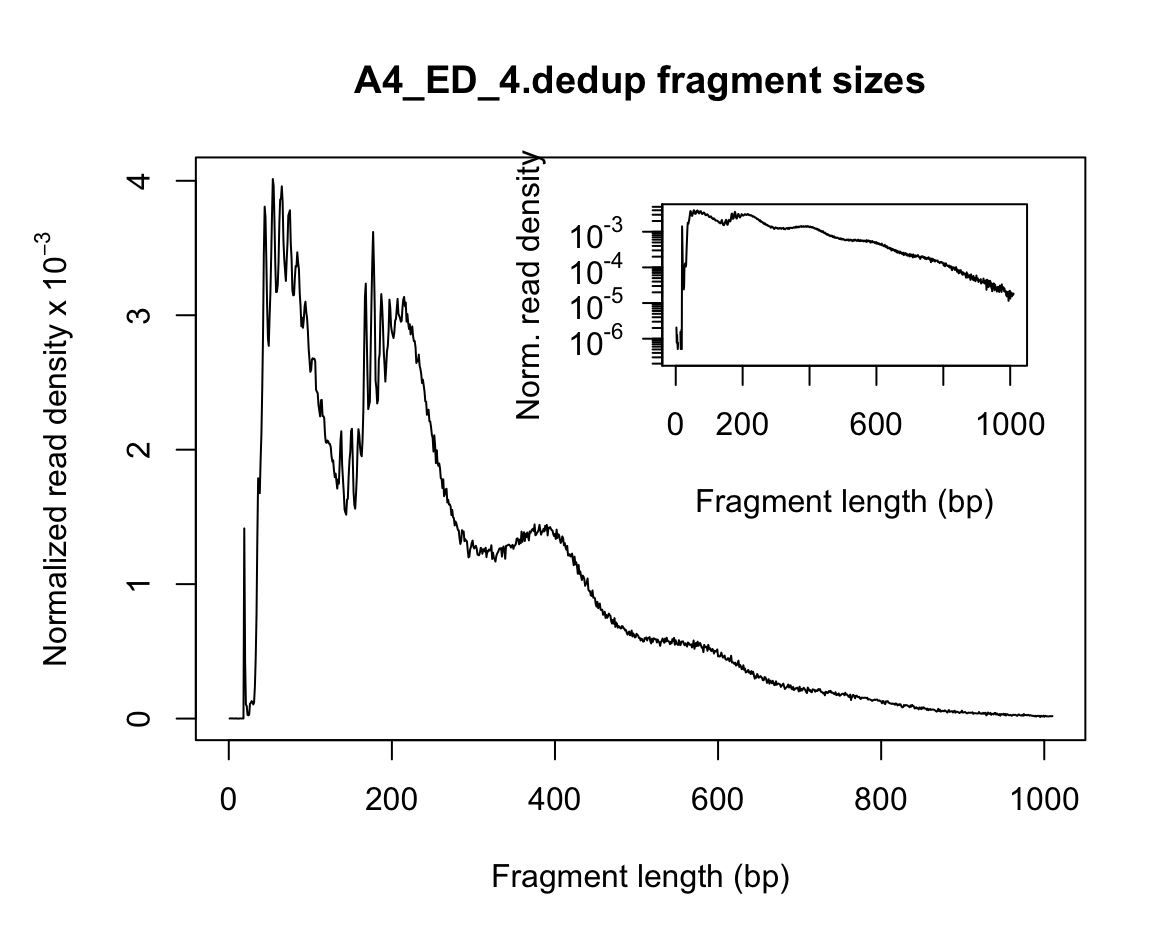 A4_ED_4.dedup fragment sizes
Normalized read density x 10⁻³
4
3
2
1
0
0 200 400 600 800 1000
Fragment length (bp)
Norm. read density
10⁻³
10⁻⁴
10⁻⁵
10⁻⁶
0 200 600 1000
Fragment length (bp)